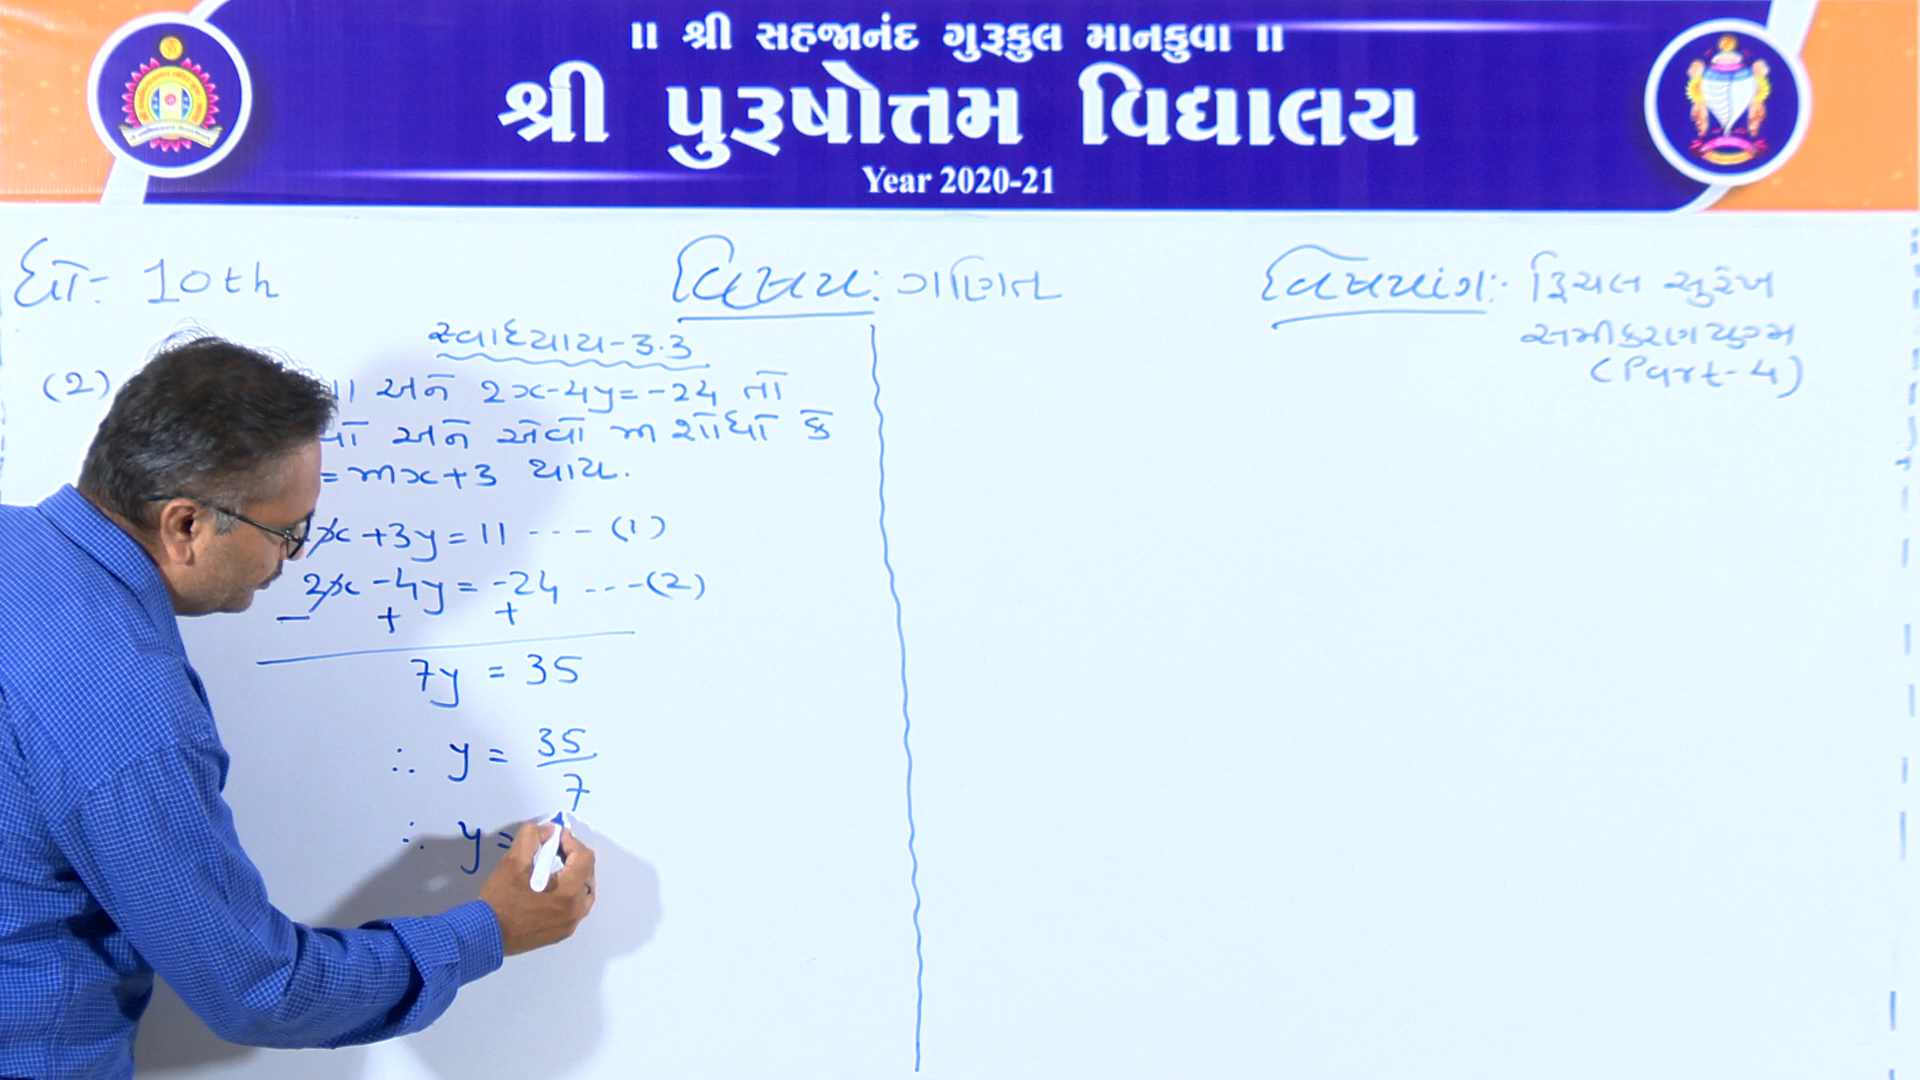 ॥ શ્રી સહજાનંદ ગુરૂકુલ માનકુવા ॥
શ્રી પુરૂષોત્તમ વિદ્યાલય
Year 2020-21
ધો:- 10th
વિષય: ગણિત
વિષયાંગ:- દ્વિચલ સુરેખ
સમીકરણયુગ્મ
(Part-4)
સ્વાધ્યાય-3.3
(2)
11 અને 2x-4y=-24 નો
અને એવો m શોધો કે
=mx+3 થાય.
2x+3y=11 --- (1)
2x-4y=-24 ---(2)
- + +
7y = 35
∴ y = 35/7
∴ y =